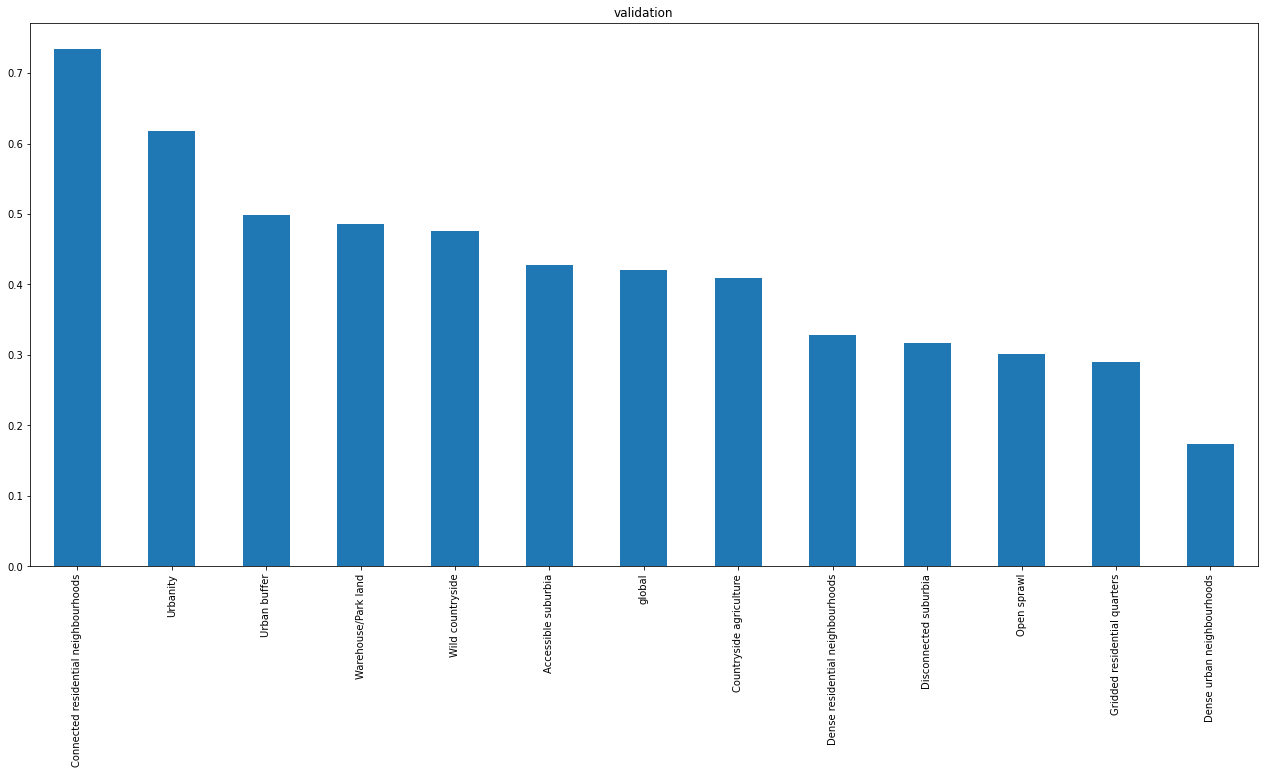 validation
0.7
0.6
0.5
0.4
0.3
0.2
0.1
0.0
Connected residential neighbourhoods
Urbanity
Urban buffer
Warehouse/Park land
Wild countryside
Accessible suburbia
global
Countryside agriculture
Dense residential neighbourhoods
Disconnected suburbia
Open sprawl
Gridded residential quarters
Dense urban neighbourhoods